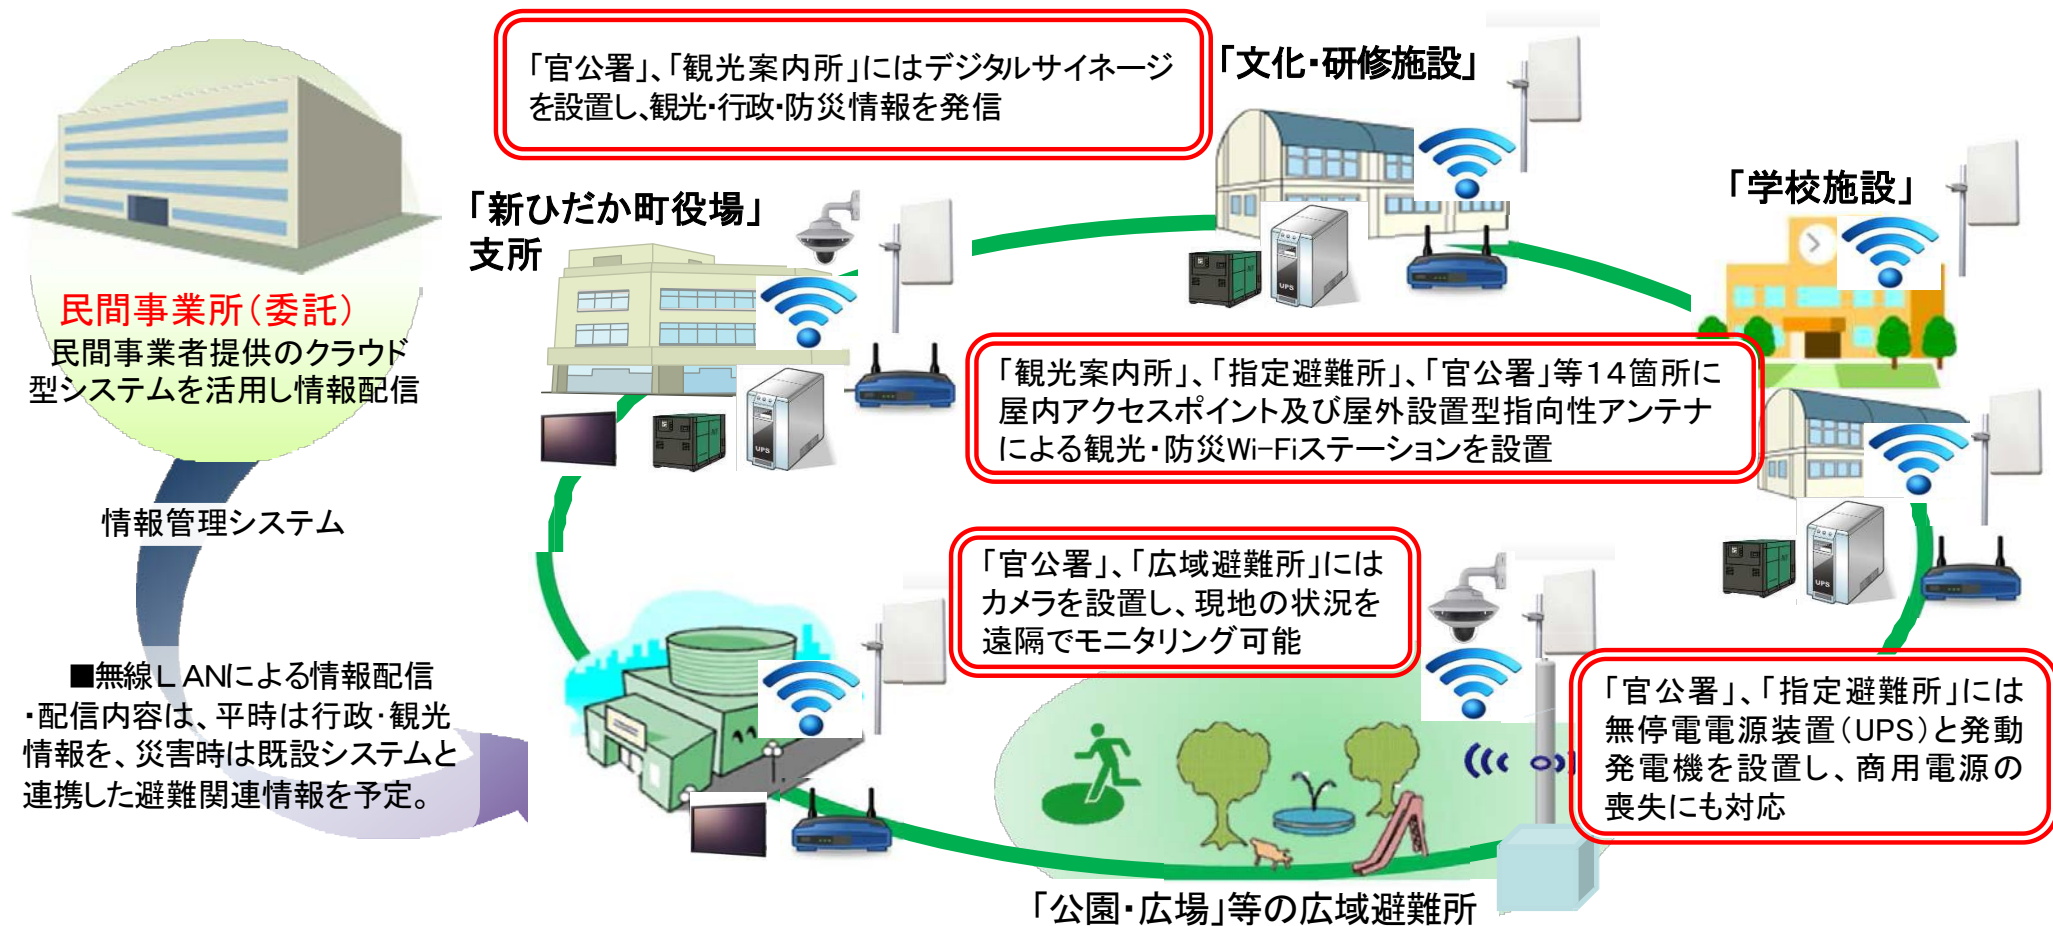 「官公署」、「観光案内所」にはデジタルサイネージ
を設置し、観光・行政・防災情報を発信
「文化・研修施設」
「学校施設」
「新ひだか町役場」
支所
民間事業所（委託）
民間事業者提供のクラウド
型システムを活用し情報配信
「観光案内所」、「指定避難所」、「官公署」等１４箇所に
屋内アクセスポイント及び屋外設置型指向性アンテナ
による観光・防災Wi-Fiステーションを設置
UPS
UPS
UPS
情報管理システム
「官公署」、「広域避難所」には
カメラを設置し、現地の状況を
遠隔でモニタリング可能
■無線ＬANによる情報配信
・配信内容は、平時は行政・観光
情報を、災害時は既設システムと
連携した避難関連情報を予定。
「官公署」、「指定避難所」には
無停電電源装置（UPS）と発動
発電機を設置し、商用電源の
喪失にも対応
「公園・広場」等の広域避難所